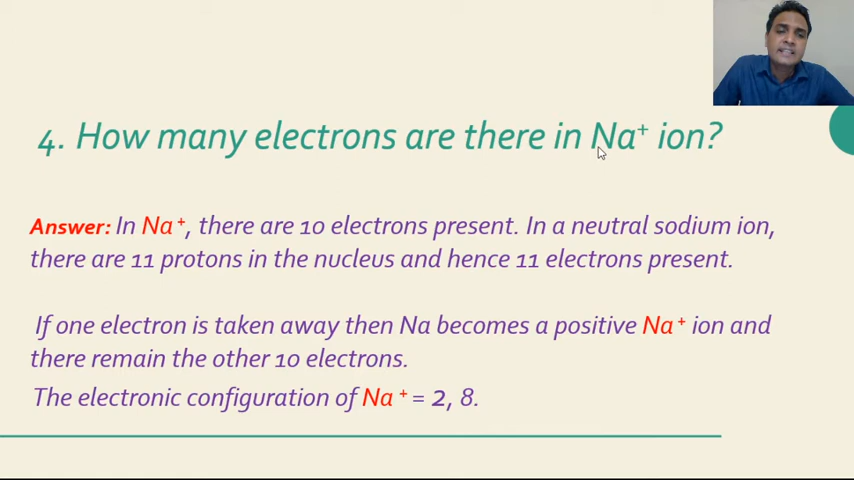 4. How many electrons are there in Na⁺ ion?
Answer: In Na⁺, there are 10 electrons present. In a neutral sodium ion,
there are 11 protons in the nucleus and hence 11 electrons present.
If one electron is taken away then Na becomes a positive Na⁺ ion and
there remain the other 10 electrons.
The electronic configuration of Na⁺ = 2, 8.